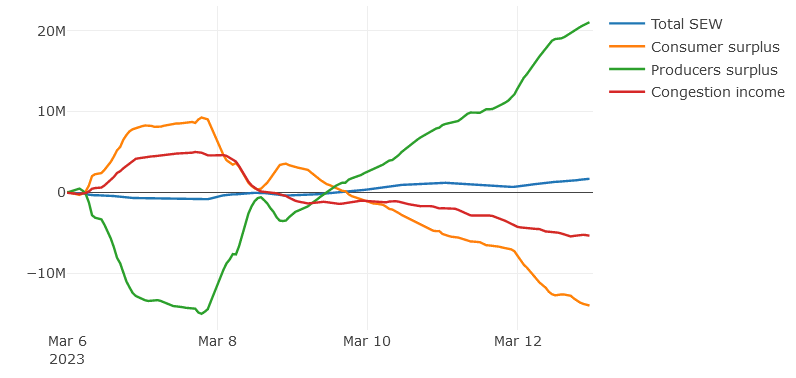 20M
10M
0
−10M
Mar 6
2023
Mar 8
Mar 10
Mar 12
Total SEW
Consumer surplus
Producers surplus
Congestion income